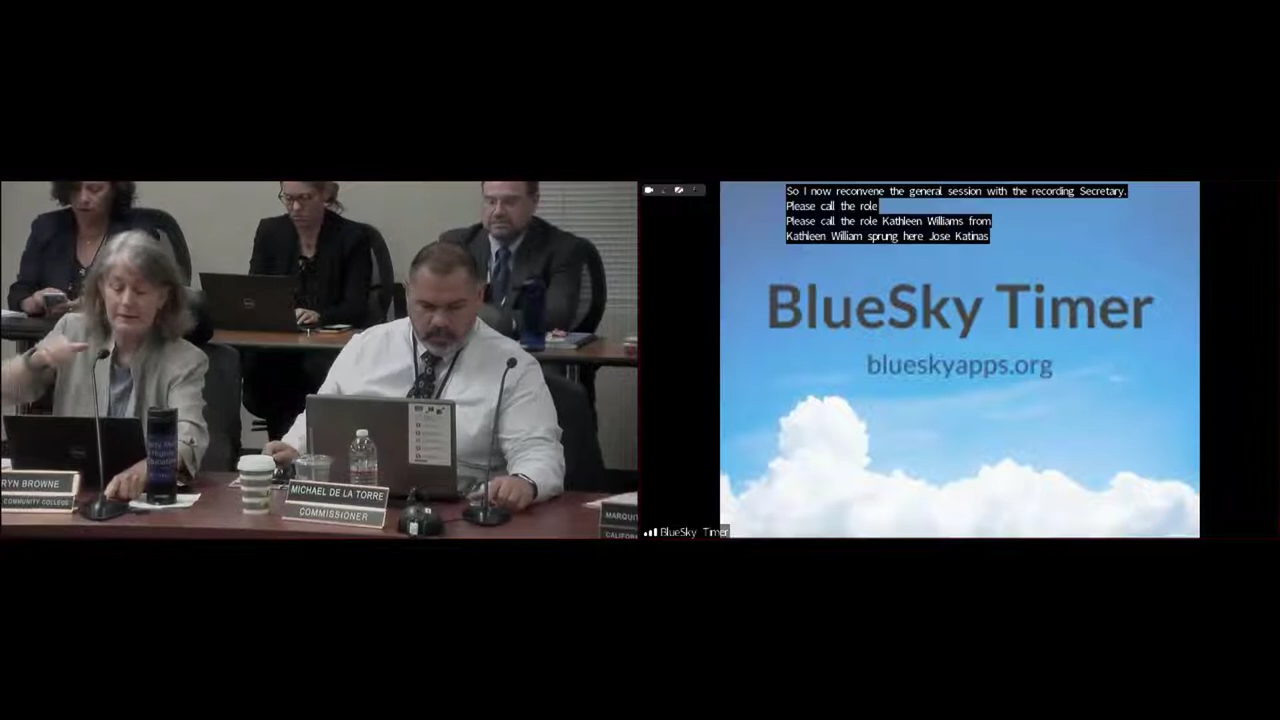 So I now reconvene the general session with the recording Secretary.
Please call the role
Please call the role Kathleen Williams from
Kathleen William sprung here Jose Katinas
BlueSky Timer
blueskyapps.org
BlueSky Timer
RYN BROWNE
COMMUNITY COLLEGE
MICHAEL DE LA TORRE
COMMISSIONER
MARQUIT
CALIFOR